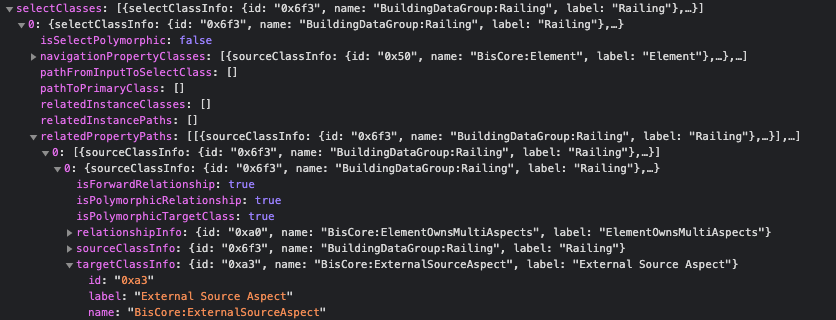 selectClasses: [{selectClassInfo: {id: "0x6f3", name: "BuildingDataGroup:Railing", label: "Railing"},…}]
0: {selectClassInfo: {id: "0x6f3", name: "BuildingDataGroup:Railing", label: "Railing"},…}
isSelectPolymorphic: false
navigationPropertyClasses: [{sourceClassInfo: {id: "0x50", name: "BisCore:Element", label: "Element"},…},…]
pathFromInputToSelectClass: []
pathToPrimaryClass: []
relatedInstanceClasses: []
relatedInstancePaths: []
relatedPropertyPaths: [[{sourceClassInfo: {id: "0x6f3", name: "BuildingDataGroup:Railing", label: "Railing"},…}],…]
0: [{sourceClassInfo: {id: "0x6f3", name: "BuildingDataGroup:Railing", label: "Railing"},…}]
0: {sourceClassInfo: {id: "0x6f3", name: "BuildingDataGroup:Railing", label: "Railing"},…}
isForwardRelationship: true
isPolymorphicRelationship: true
isPolymorphicTargetClass: true
relationshipInfo: {id: "0xa0", name: "BisCore:ElementOwnsMultiAspects", label: "ElementOwnsMultiAspects"}
sourceClassInfo: {id: "0x6f3", name: "BuildingDataGroup:Railing", label: "Railing"}
targetClassInfo: {id: "0xa3", name: "BisCore:ExternalSourceAspect", label: "External Source Aspect"}
id: "0xa3"
label: "External Source Aspect"
name: "BisCore:ExternalSourceAspect"